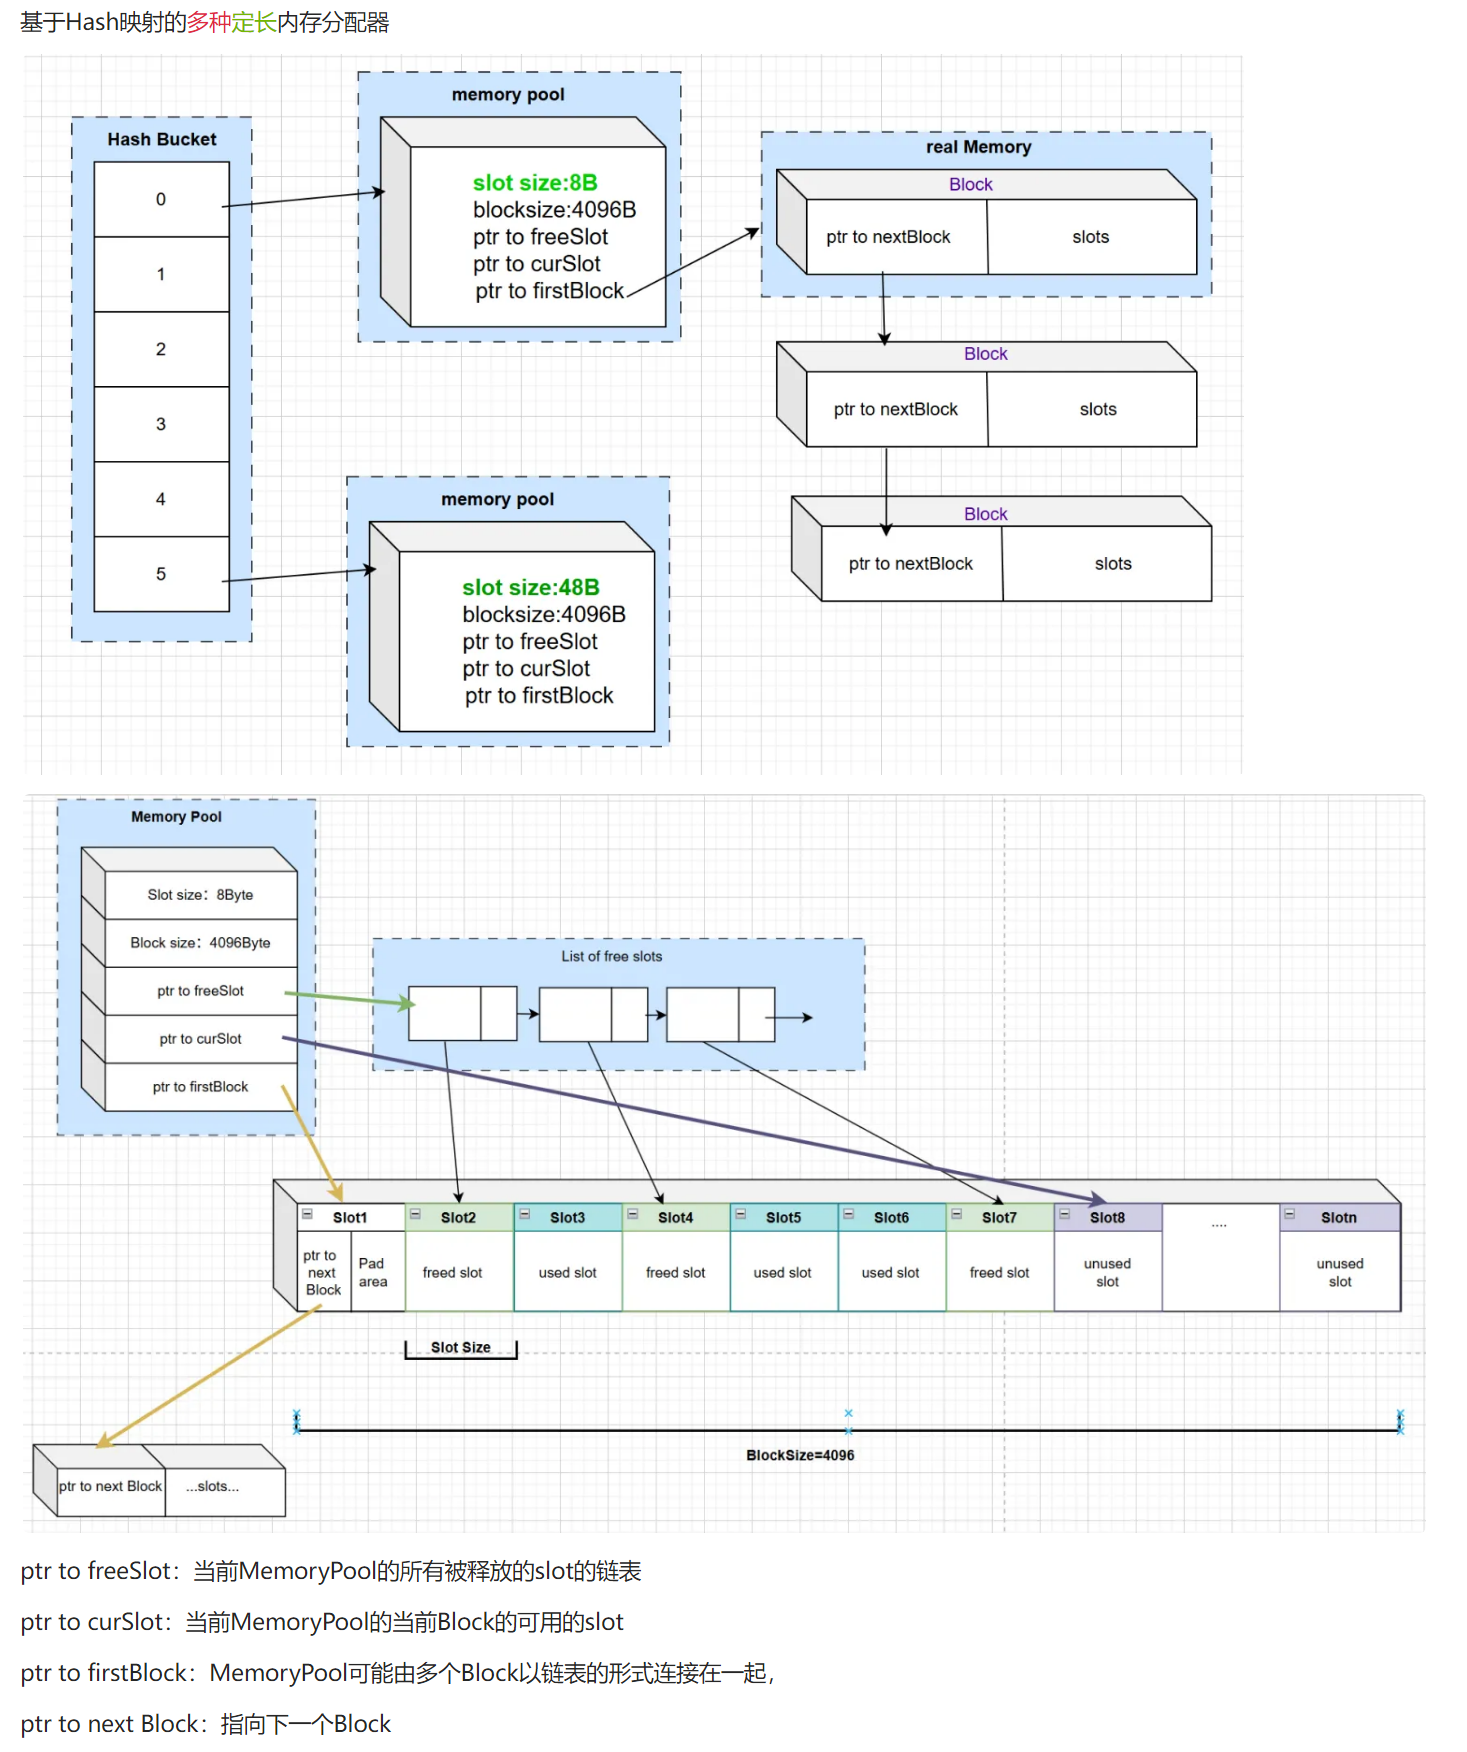 基于Hash映射的多种定长内存分配器
Hash Bucket
0
1
2
3
4
5
memory pool
slot size:8B
blocksize:4096B
ptr to freeSlot
ptr to curSlot
ptr to firstBlock
real Memory
Block
ptr to nextBlock
slots
Block
ptr to nextBlock
slots
Block
ptr to nextBlock
slots
memory pool
slot size:48B
blocksize:4096B
ptr to freeSlot
ptr to curSlot
ptr to firstBlock
Memory Pool
Slot size：8Byte
Block size：4096Byte
ptr to freeSlot
ptr to curSlot
ptr to firstBlock
List of free slots
Slot1
ptr to
next
Block
Pad
area
Slot2
freed slot
Slot3
used slot
Slot4
freed slot
Slot5
used slot
Slot6
used slot
Slot7
freed slot
Slot8
unused
slot
....
Slotn
unused
slot
Slot Size
BlockSize=4096
ptr to next Block
...slots...
ptr to freeSlot：当前MemoryPool的所有被释放的slot的链表
ptr to curSlot：当前MemoryPool的当前Block的可用的slot
ptr to firstBlock：MemoryPool可能由多个Block以链表的形式连接在一起，
ptr to next Block：指向下一个Block